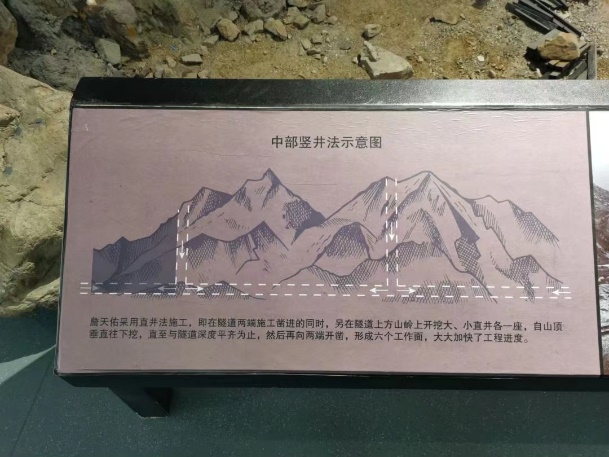 中部竖井法示意图
詹天佑采用直井法施工，即在隧道两端施工凿进的同时，另在隧道上方山岭上开挖大、小直井各一座，自山顶
垂直往下挖，直至与隧道深度平齐为止，然后再向两端开凿，形成六个工作面，大大加快了工程进度。